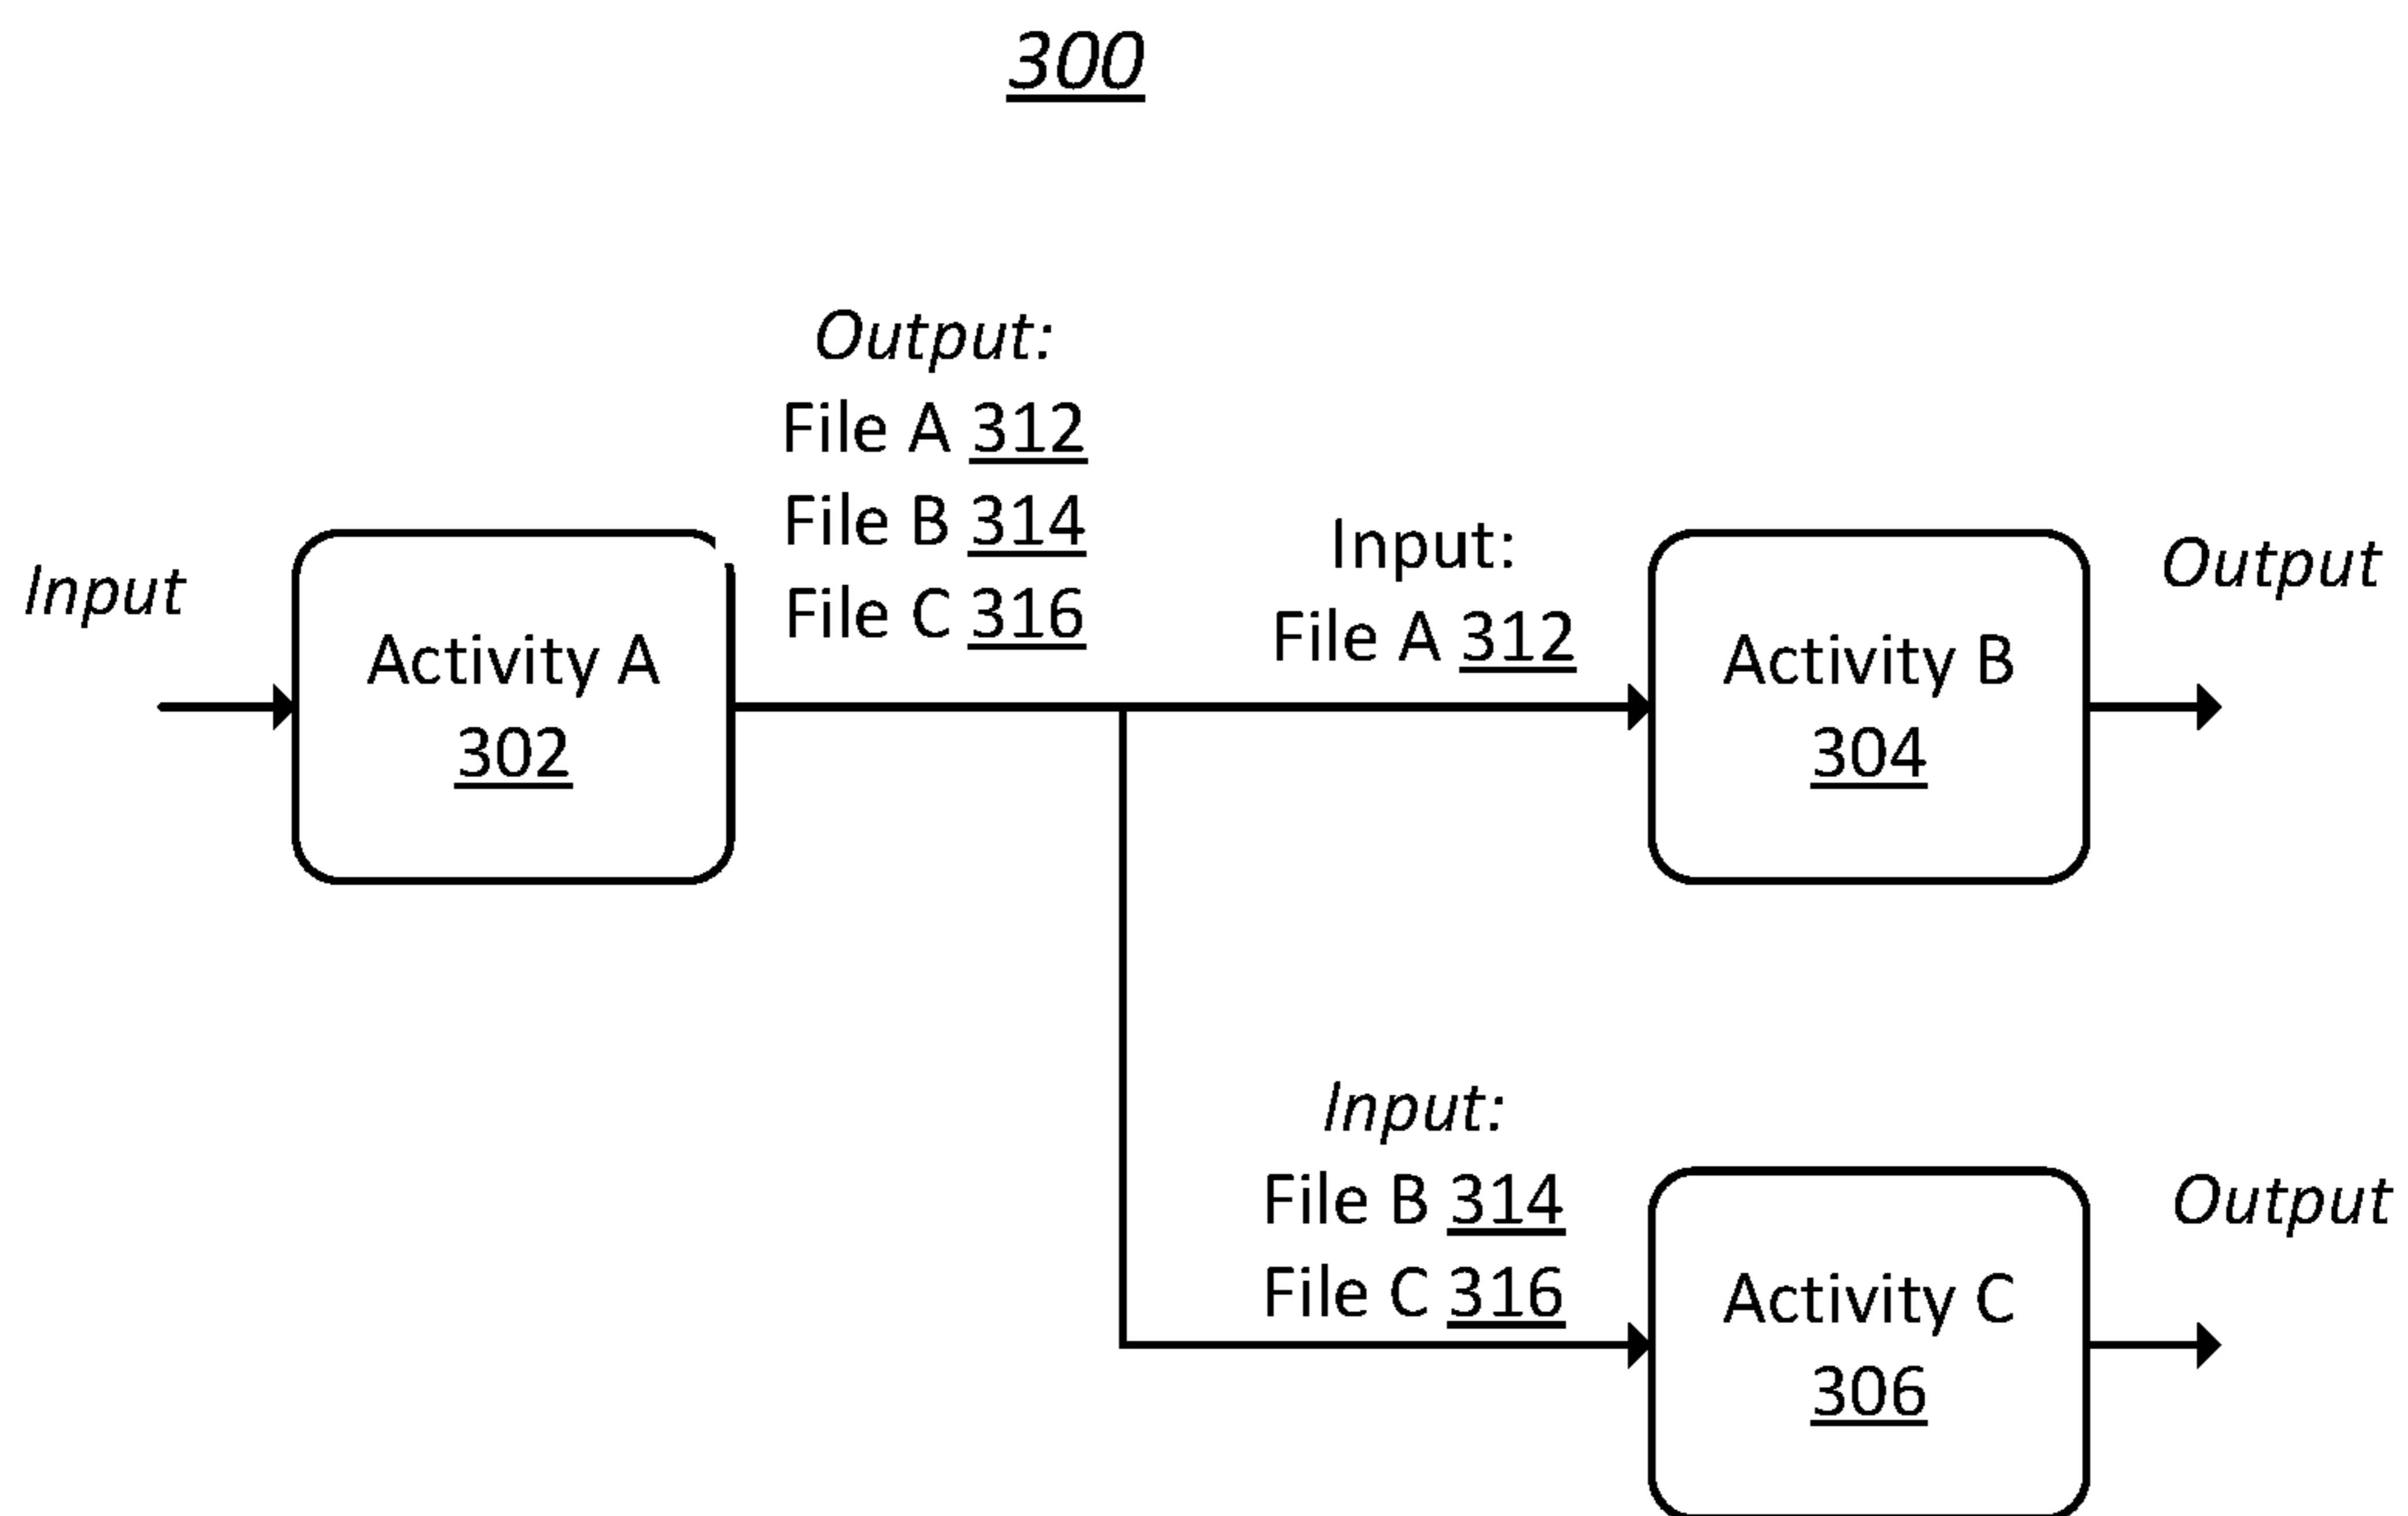 300
Output:
File A 312
File B 314
File C 316
Input
Activity A
302
Input:
File A 312
Activity B
304
Output
Input:
File B 314
File C 316
Activity C
306
Output